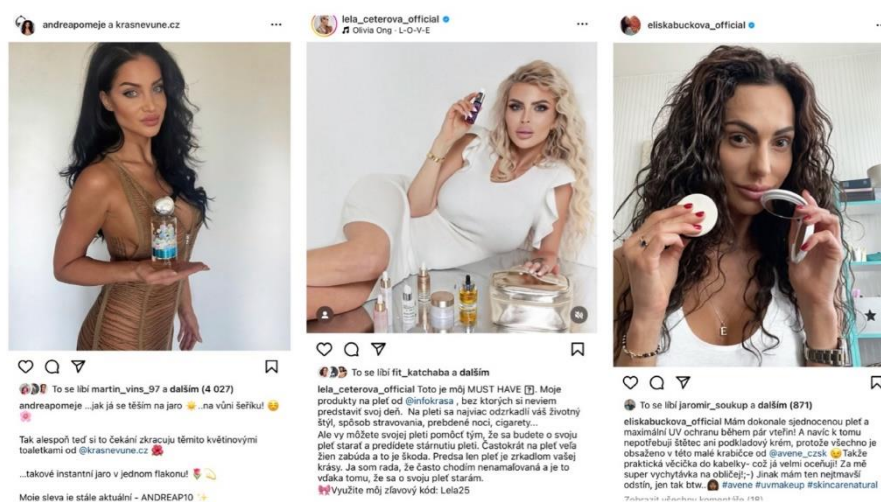 andreapomeje a krasnevune.cz
To se líbí martin_vins_97 a dalším (4 027)
andreapomeje ...jak já se těším na jaro ☀️..na vůni šeříku! ☺️
🌸
Tak alespoň teď si to čekání zkracuju těmito květinovými
toaletkami od @krasnevune.cz 🌺
...takové instantní jaro v jednom flakonu! 🌷💫
Moje sleva je stále aktuální - ANDREAP10 ✨
lela_ceterova_official
♫ Olivia Ong · L-O-V-E
To se líbí fit_katchaba a dalším
lela_ceterova_official Toto je môj MUST HAVE ⍰. Moje
produkty na pleť od @infokrasa , bez ktorých si neviem
predstaviť svoj deň. Na pleti sa najviac odzrkadlí váš životný
štýl, spôsob stravovania, prebdené noci, cigarety...
Ale vy môžete svojej pleti pomôcť tým, že sa budete o svoju
pleť starať a predídete stárnutiu pleti. Častokrát na pleť veľa
žien zabúda a to je škoda. Predsa len pleť je zrkadlom vašej
krásy. Ja som rada, že často chodím nenamaľovaná a je to
vďaka tomu, že sa o svoju pleť starám.
🎀Využite môj zľavový kód: Lela25
eliskabuckova_official
E
To se líbí jaromir_soukup a dalším (871)
eliskabuckova_official Mám dokonale sjednocenou pleť a
maximální UV ochranu během pár vteřin! A navíc k tomu
nepotřebuji štětec ani podkladový krém, protože všechno je
obsaženo v této malé krabičce od @avene_czsk 😉Takže
praktická věcička do kabelky- což já velmi oceňuji! Za mě
super vychytávka na obličej!;-) Jinak mám ten nejtmavší
odstín, jen tak btw.. #avene #uvmakeup #skincarenatural
Zobrazit všechny komentáře (18)